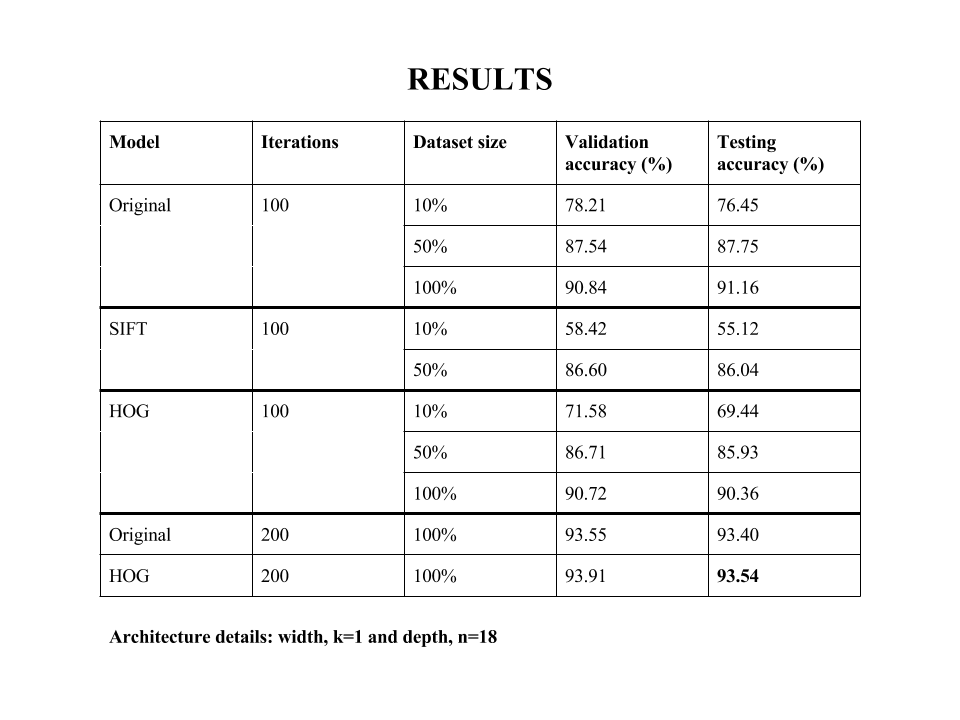 RESULTS
Model Iterations Dataset size Validation accuracy (%) Testing accuracy (%)
Original 100 10% 78.21 76.45
50% 87.54 87.75
100% 90.84 91.16
SIFT 100 10% 58.42 55.12
50% 86.60 86.04
HOG 100 10% 71.58 69.44
50% 86.71 85.93
100% 90.72 90.36
Original 200 100% 93.55 93.40
HOG 200 100% 93.91 93.54
Architecture details: width, k=1 and depth, n=18